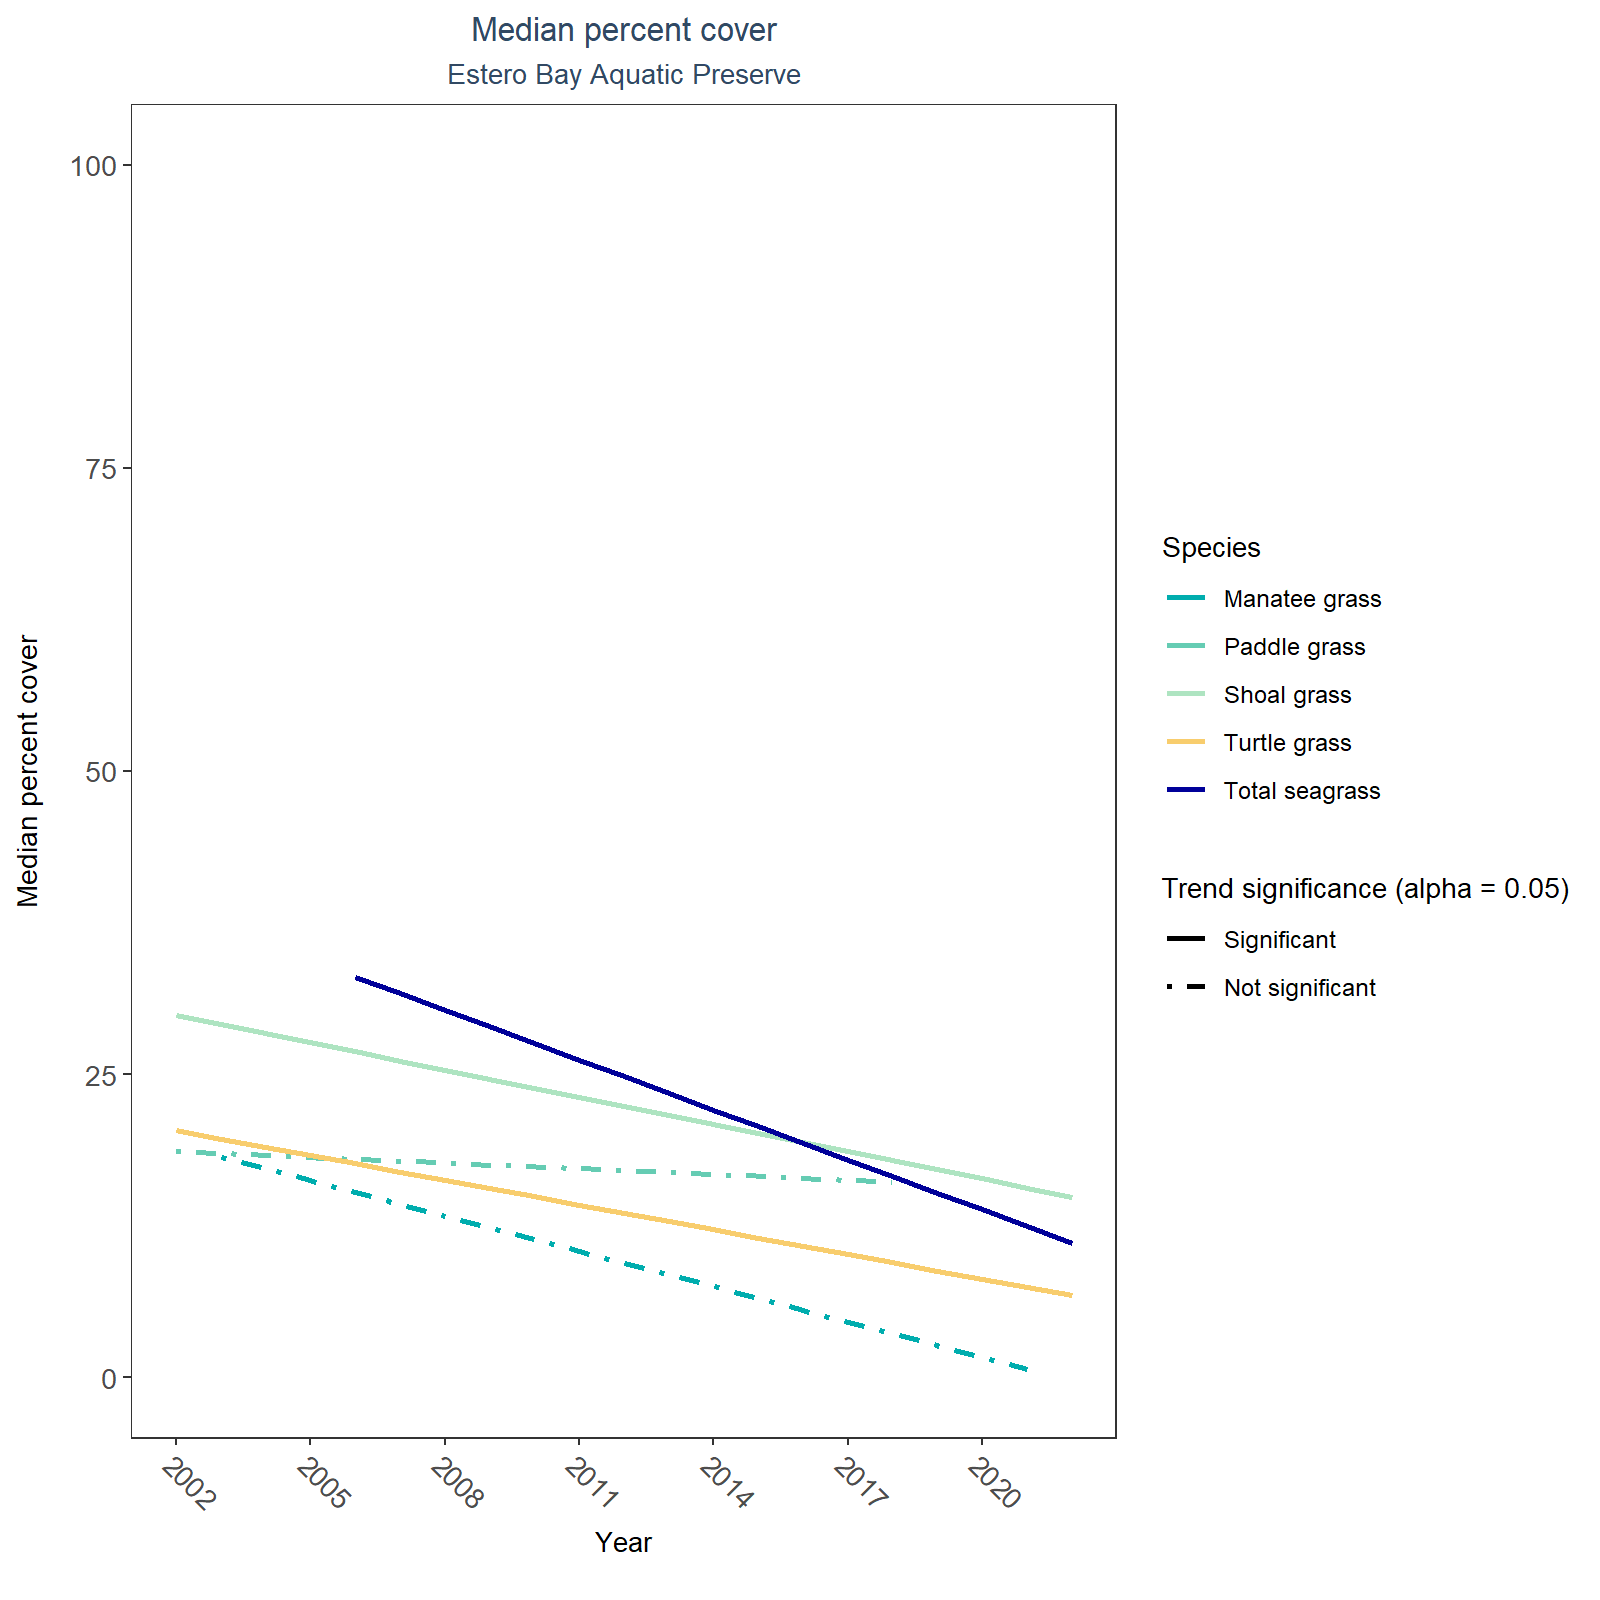 Median percent cover
Estero Bay Aquatic Preserve
Median percent cover
100
75
50
25
0
2002
2005
2008
2011
2014
2017
2020
Year
Species
Manatee grass
Paddle grass
Shoal grass
Turtle grass
Total seagrass
Trend significance (alpha = 0.05)
Significant
Not significant